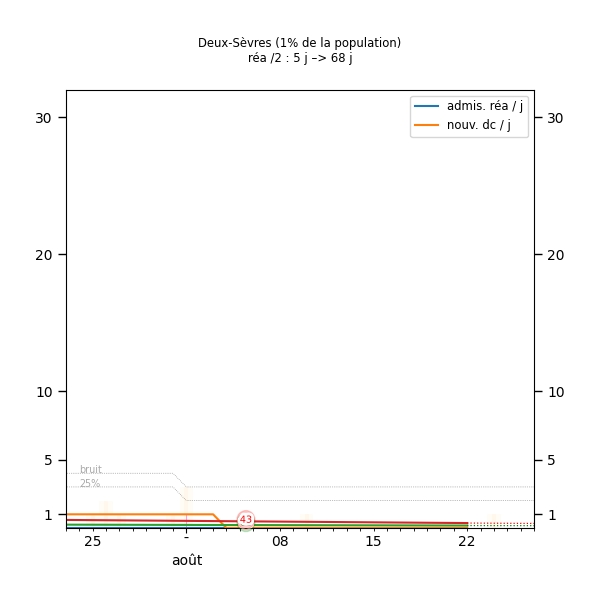 Deux-Sèvres (1% de la population)
réa /2 : 5 j –> 68 j
admis. réa / j
nouv. dc / j
30 30
20 20
10 10
5 5
bruit
25%
1 1
43
25 - 08 15 22
août